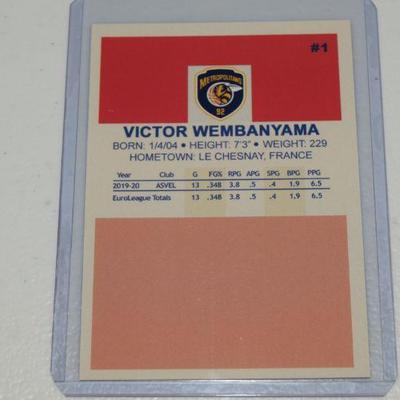 #1
METROPOLITANS
92
VICTOR WEMBANYAMA
BORN: 1/4/04 • HEIGHT: 7'3" • WEIGHT: 229
HOMETOWN: LE CHESNAY, FRANCE
Year Club G FG% RPG APG SPG BPG PPG
2019-20 ASVEL 13 .348 3.8 .5 .4 1.9 6.5
EuroLeague Totals 13 .348 3.8 .5 .4 1.9 6.5